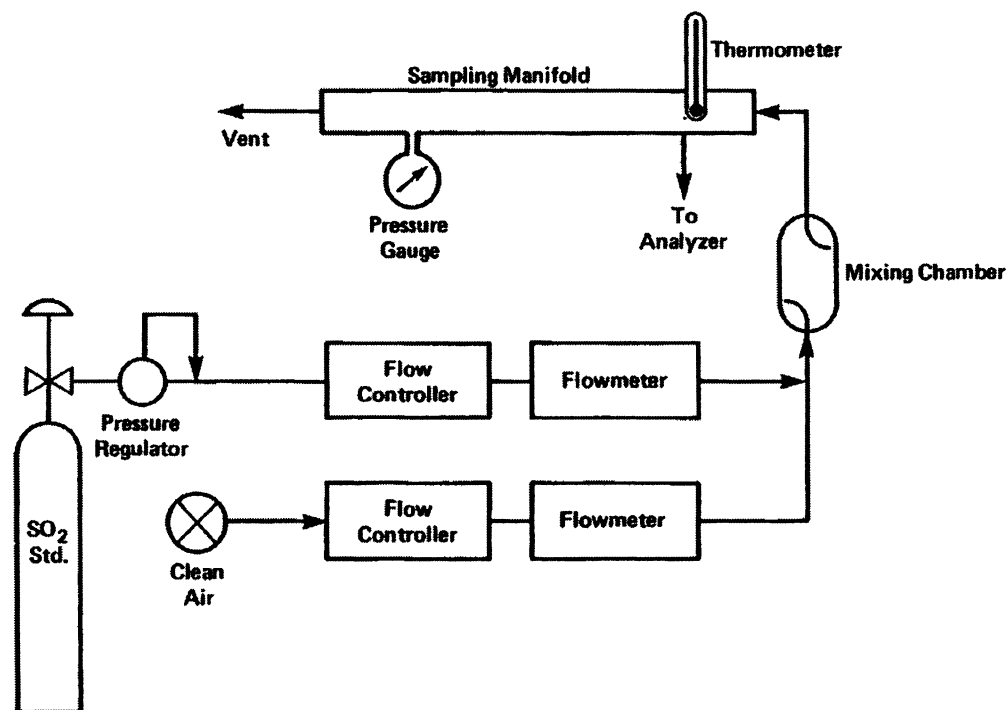 Thermometer
Sampling Manifold
Vent
Pressure
Gauge
To
Analyzer
Mixing Chamber
Flow
Controller
Flowmeter
Pressure
Regulator
Flow
Controller
Flowmeter
SO2
Std.
Clean
Air